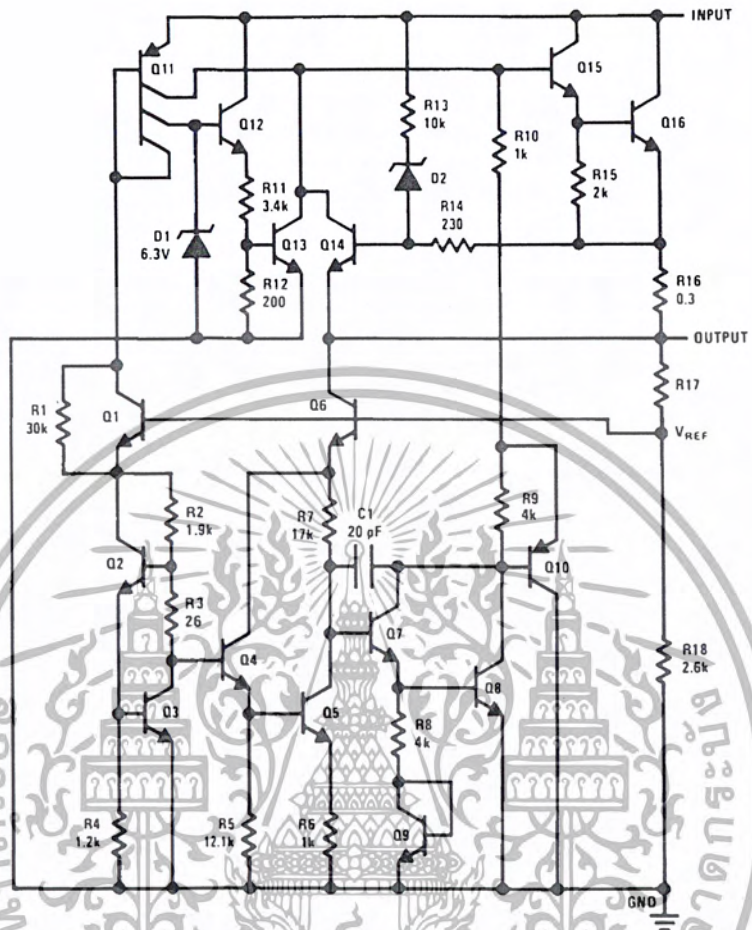 INPUT
Q11
Q15
Q12
R13
10k
R10
1k
Q16
D2
R15
2k
R11
3.4k
R14
230
D1
6.3V
Q13
Q14
R12
200
R16
0.3
OUTPUT
R1
30k
Q1
Q6
R17
VREF
R2
1.9k
R7
17k
C1
20 pF
R9
4k
Q2
Q10
R3
26
Q7
Q4
R18
2.6k
Q8
Q3
Q5
R8
4k
R4
1.2k
R5
12.1k
R6
1k
Q9
GND